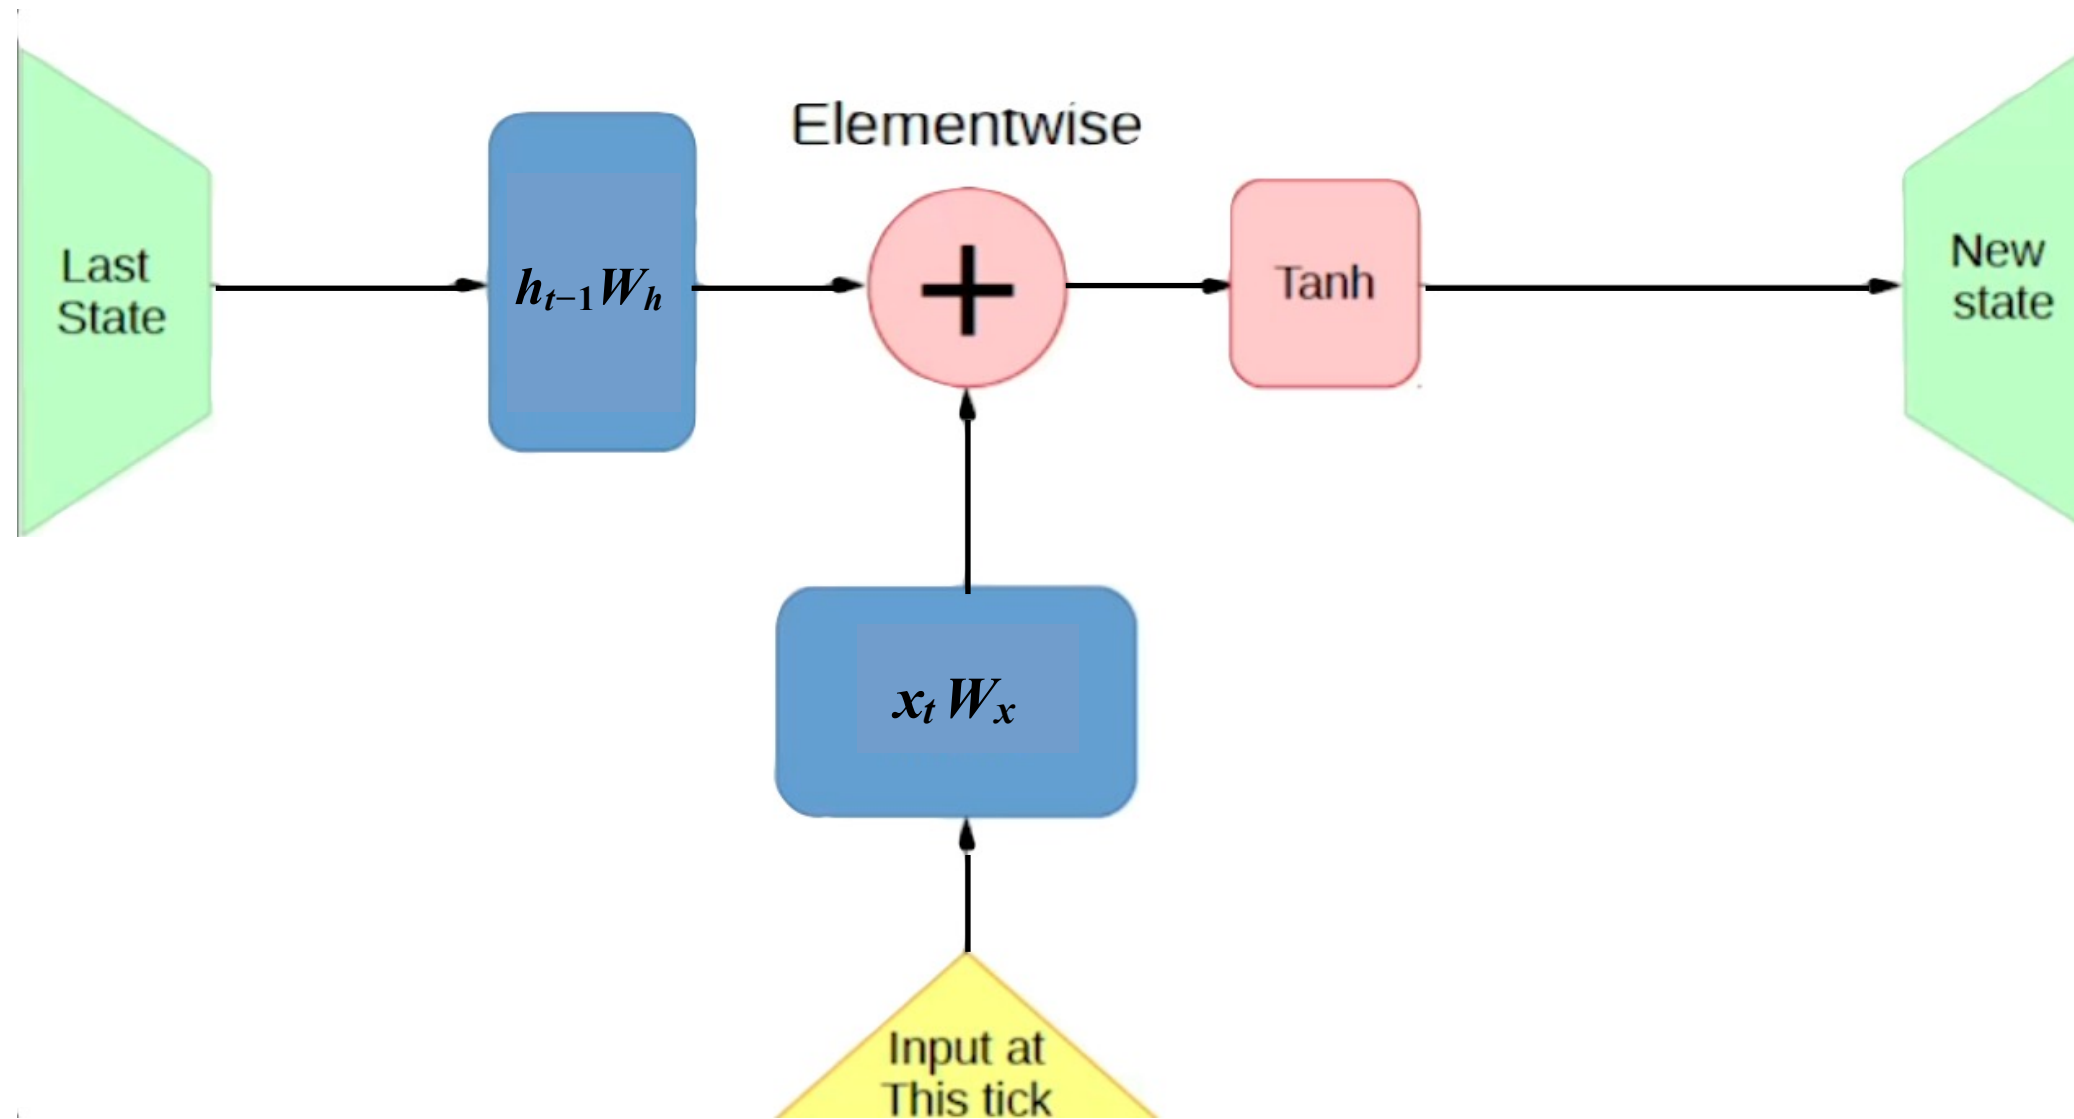 Elementwise
Last
State
h_{t−1}W_h
+
Tanh
New
state
x_t W_x
Input at
This tick